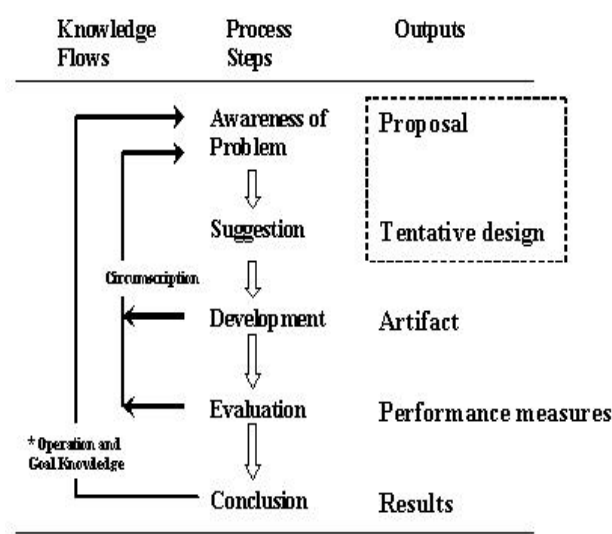 Knowledge Flows
Process Steps
Outputs
Awareness of Problem
Proposal
Suggestion
Tentative design
Circumscription
Development
Artifact
Evaluation
Performance measures
* Operation and
Goal Knowledge
Conclusion
Results